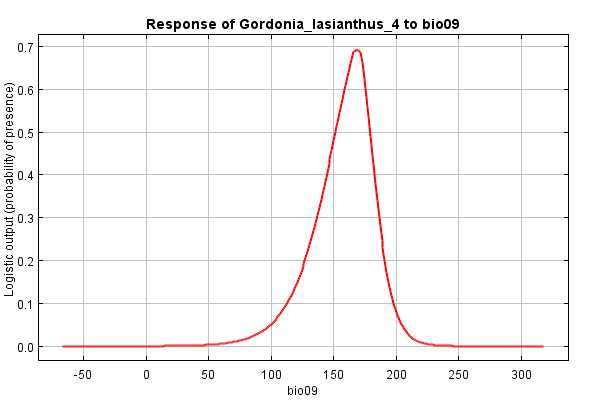 Response of Gordonia_lasianthus_4 to bio09
Logistic output (probability of presence)
0.7
0.6
0.5
0.4
0.3
0.2
0.1
0.0
-50 0 50 100 150 200 250 300
bio09